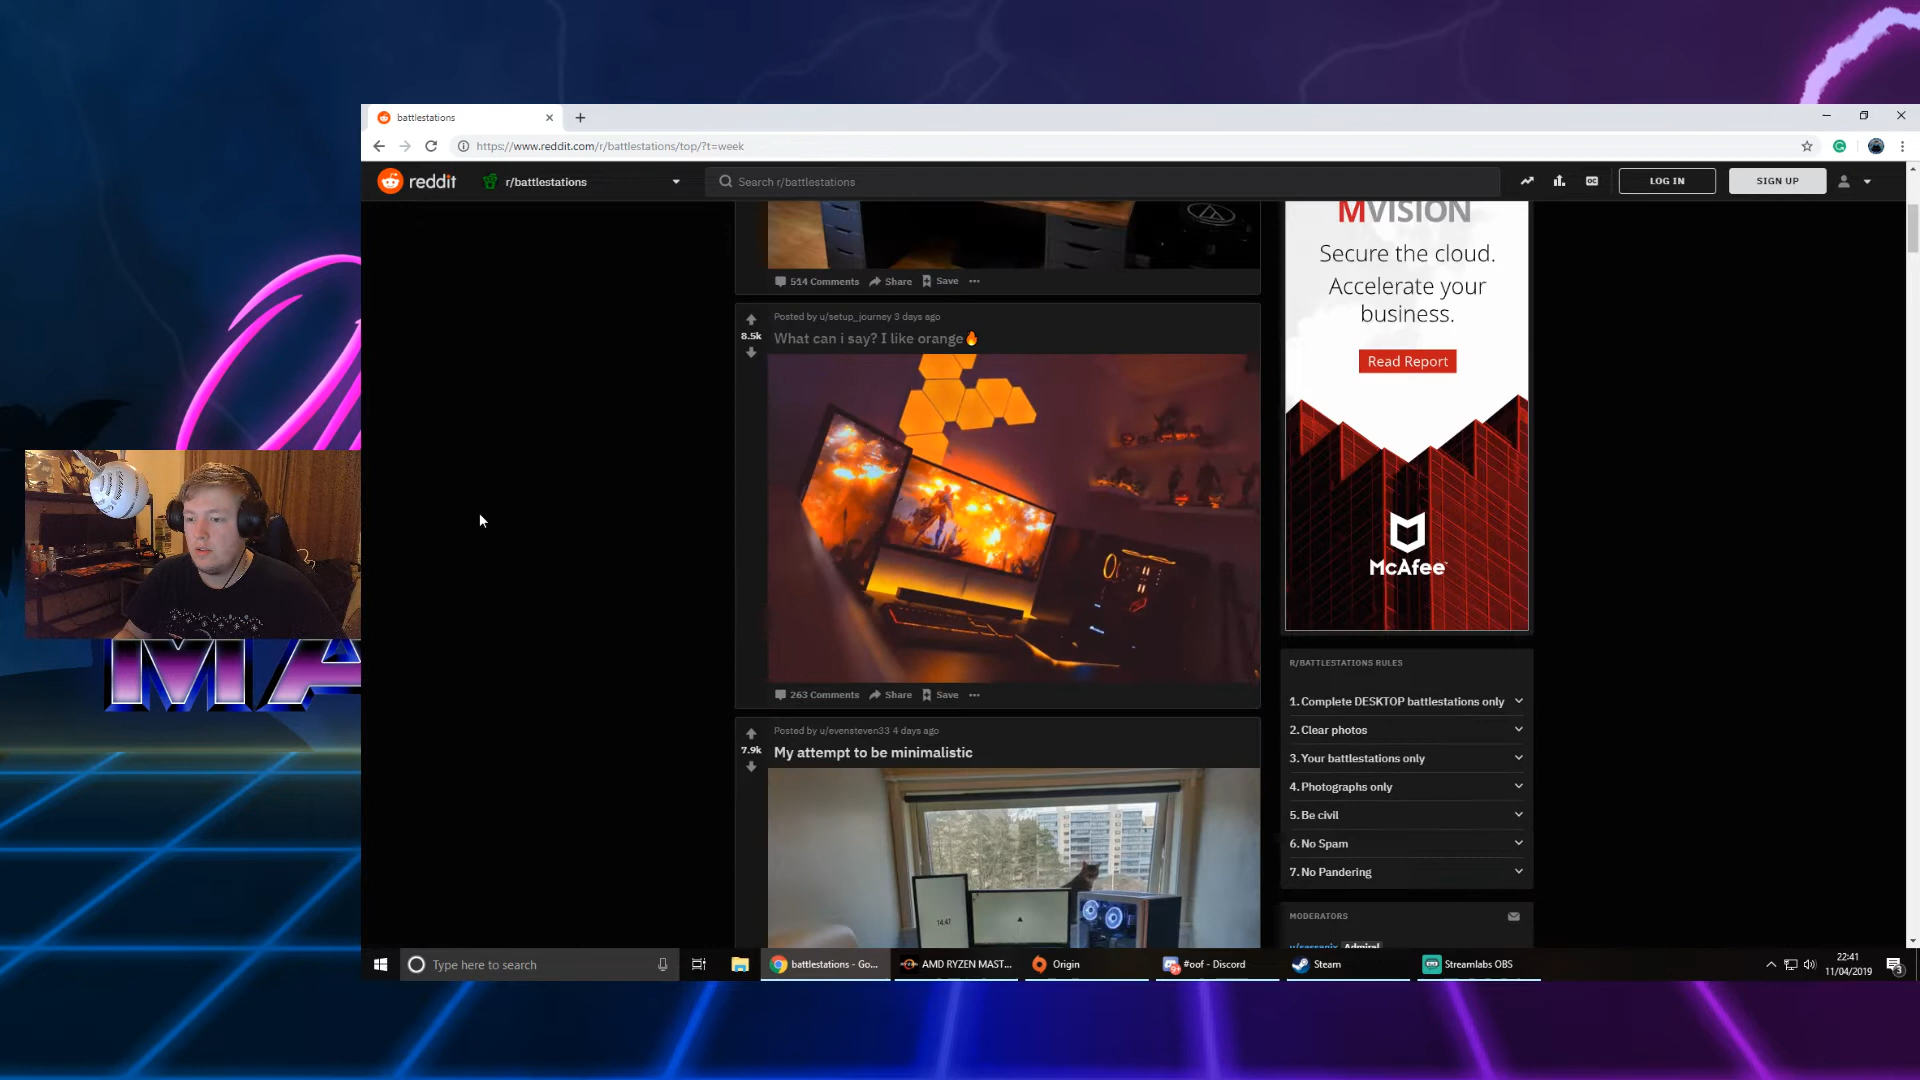 battlestations
https://www.reddit.com/r/battlestations/top/?t=week
reddit
r/battlestations
Search r/battlestations
LOG IN
SIGN UP
514 Comments
Share
Save
Posted by u/setup_journey 3 days ago
8.5k
What can i say? I like orange🔥
263 Comments
Share
Save
Posted by u/evensteven33 4 days ago
7.9k
My attempt to be minimalistic
14:47
MVISION
Secure the cloud.
Accelerate your
business.
Read Report
McAfee
R/BATTLESTATIONS RULES
1. Complete DESKTOP battlestations only
2. Clear photos
3. Your battlestations only
4. Photographs only
5. Be civil
6. No Spam
7. No Pandering
MODERATORS
Admiral
MA
Type here to search
battlestations - Go...
AMD RYZEN MAST...
Origin
#oof - Discord
Steam
Streamlabs OBS
22:41
11/04/2019
3